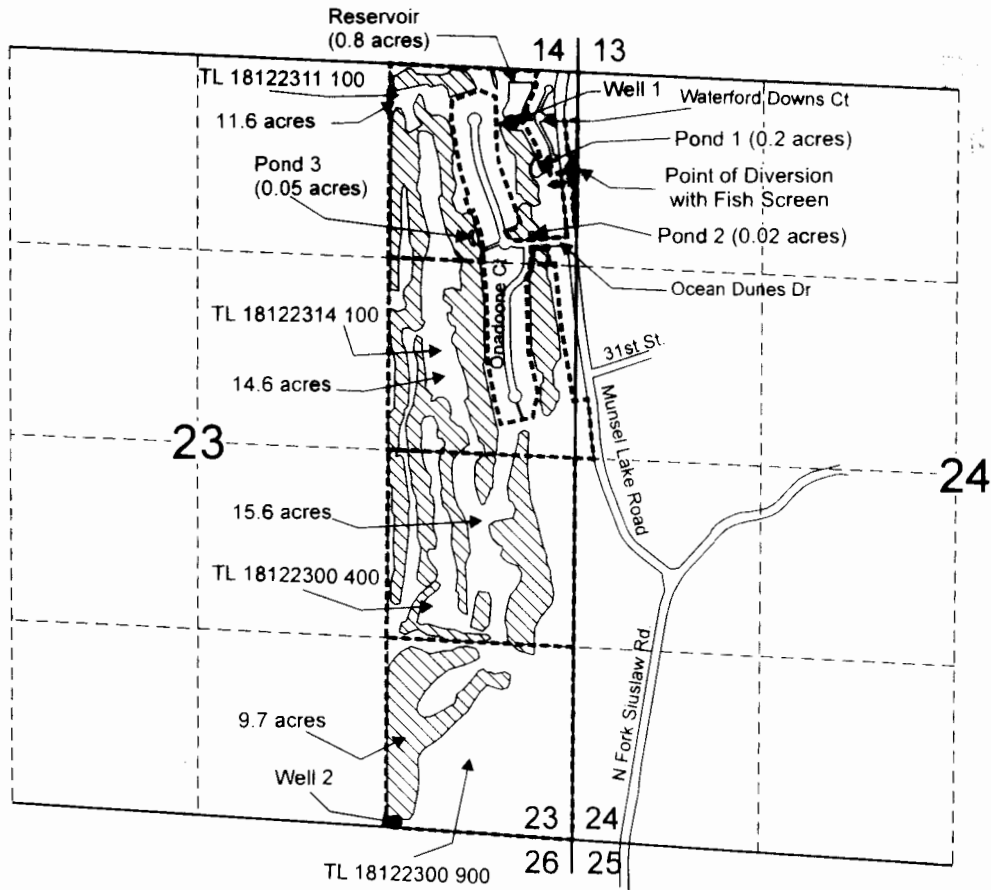 Reservoir
(0.8 acres)
14 13
TL 18122311 100
Well 1
Waterford Downs Ct
11.6 acres
Pond 1 (0.2 acres)
Pond 3
(0.05 acres)
Point of Diversion
with Fish Screen
Pond 2 (0.02 acres)
Onadoone Ct
Ocean Dunes Dr
TL 18122314 100
31st St.
14.6 acres
Munsel Lake Road
23
24
15.6 acres
TL 18122300 400
N Fork Siuslaw Rd
9.7 acres
Well 2
23 24
26 25
TL 18122300 900